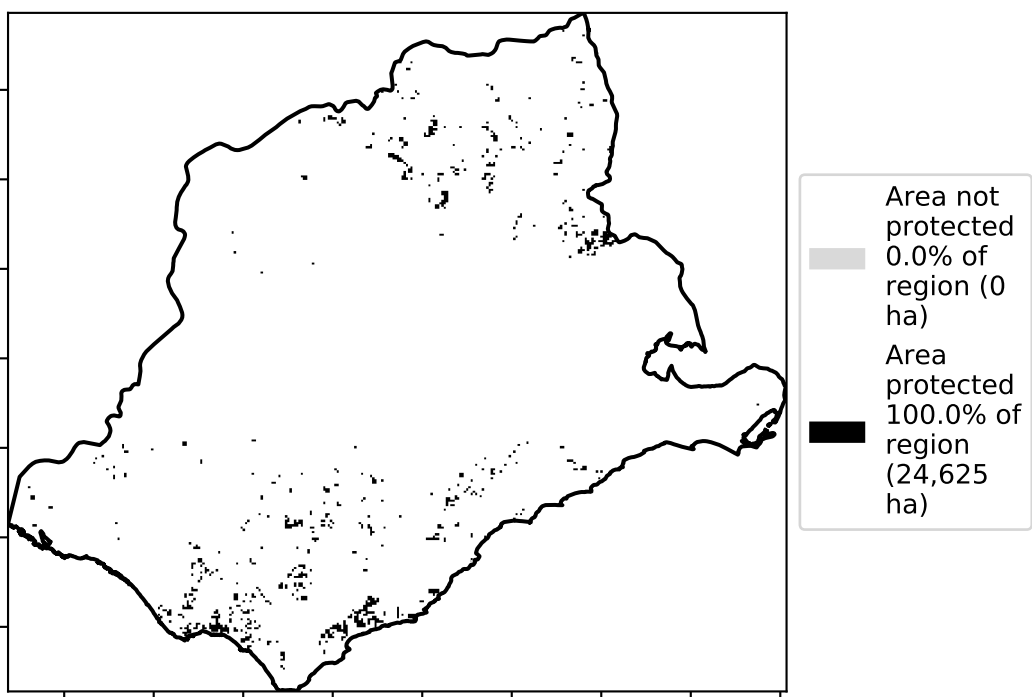 Area not
protected
0.0% of
region (0
ha)
Area
protected
100.0% of
region
(24,625
ha)